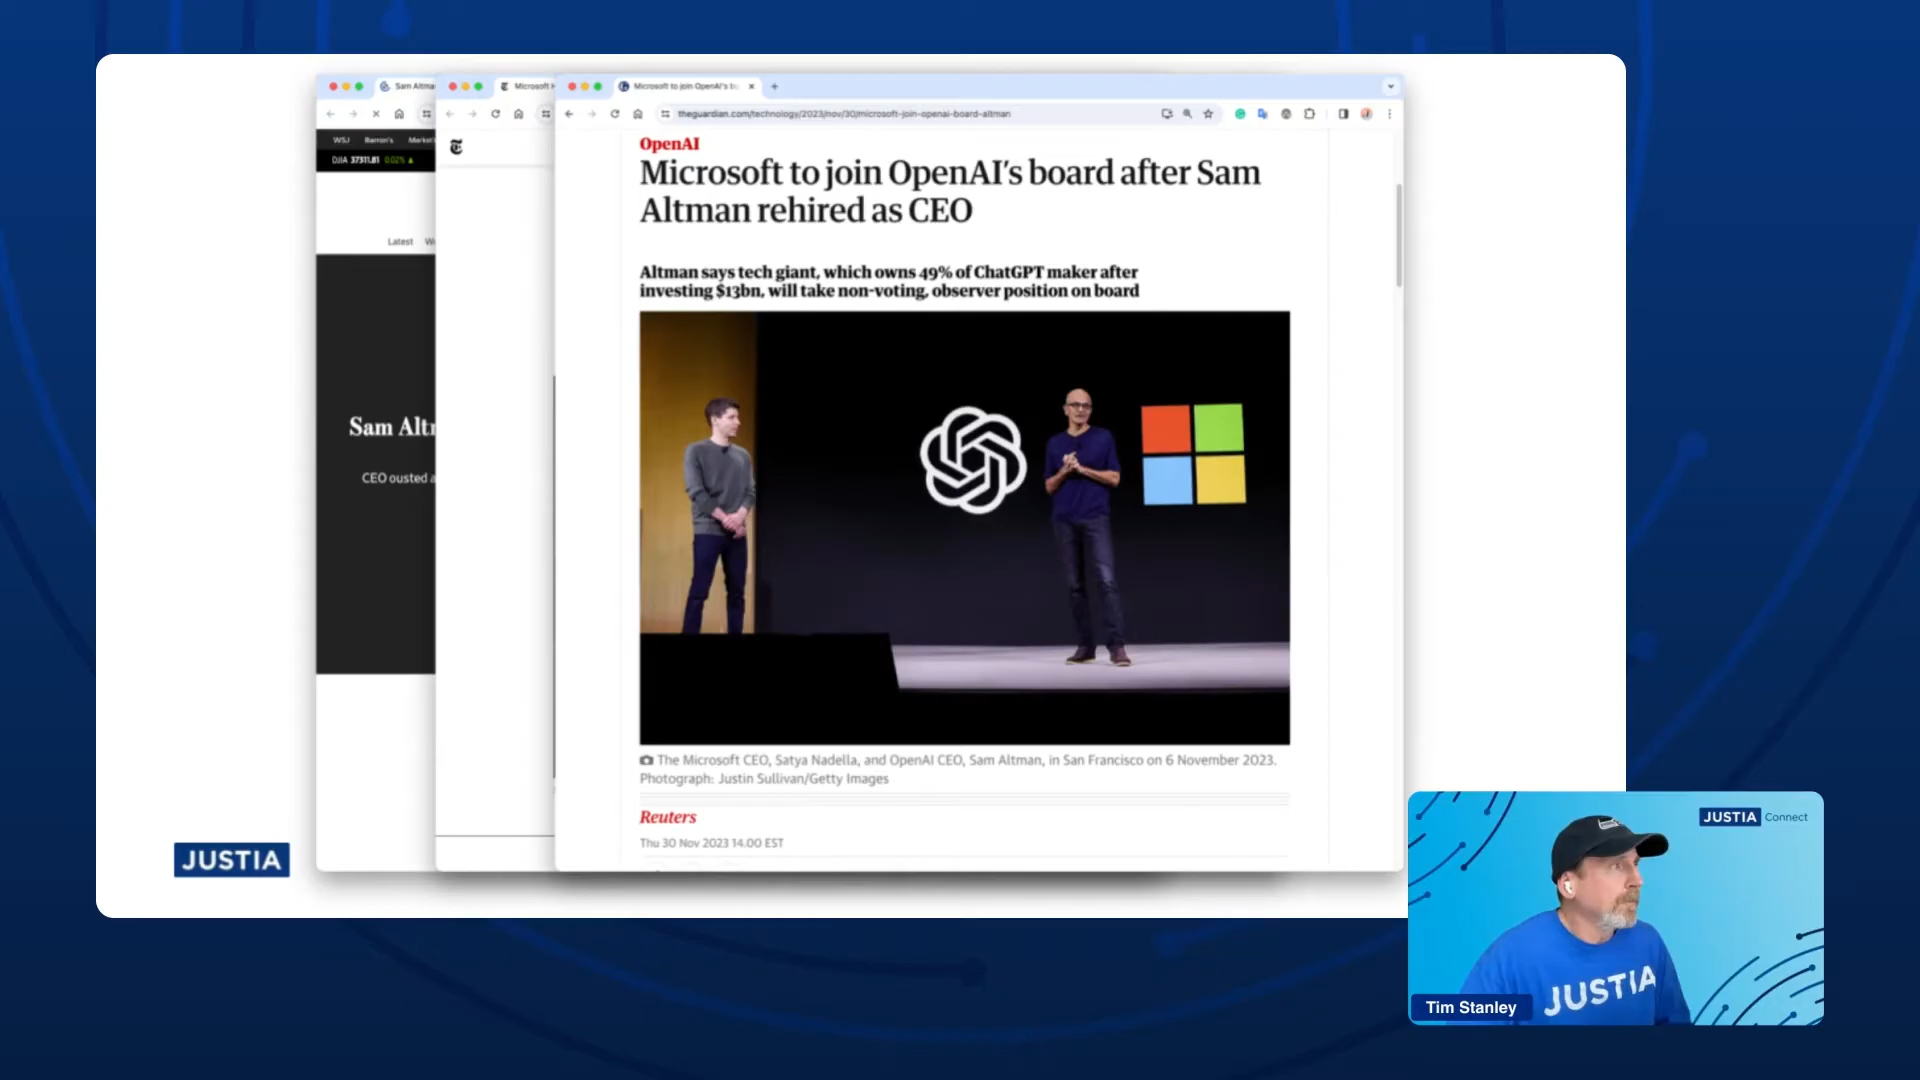 Sam Altma
WSJ Barron's Market
DJIA 37311.81 0.02% ▲
Latest
Sam Alt
CEO ousted a
Microsoft H
Microsoft to join OpenAI's b
theguardian.com/technology/2023/nov/30/microsoft-join-openai-board-altman
OpenAI
Microsoft to join OpenAI's board after Sam
Altman rehired as CEO
Altman says tech giant, which owns 49% of ChatGPT maker after
investing $13bn, will take non-voting, observer position on board
The Microsoft CEO, Satya Nadella, and OpenAI CEO, Sam Altman, in San Francisco on 6 November 2023.
Photograph: Justin Sullivan/Getty Images
Reuters
Thu 30 Nov 2023 14.00 EST
JUSTIA
JUSTIA Connect
JUSTIA
Tim Stanley